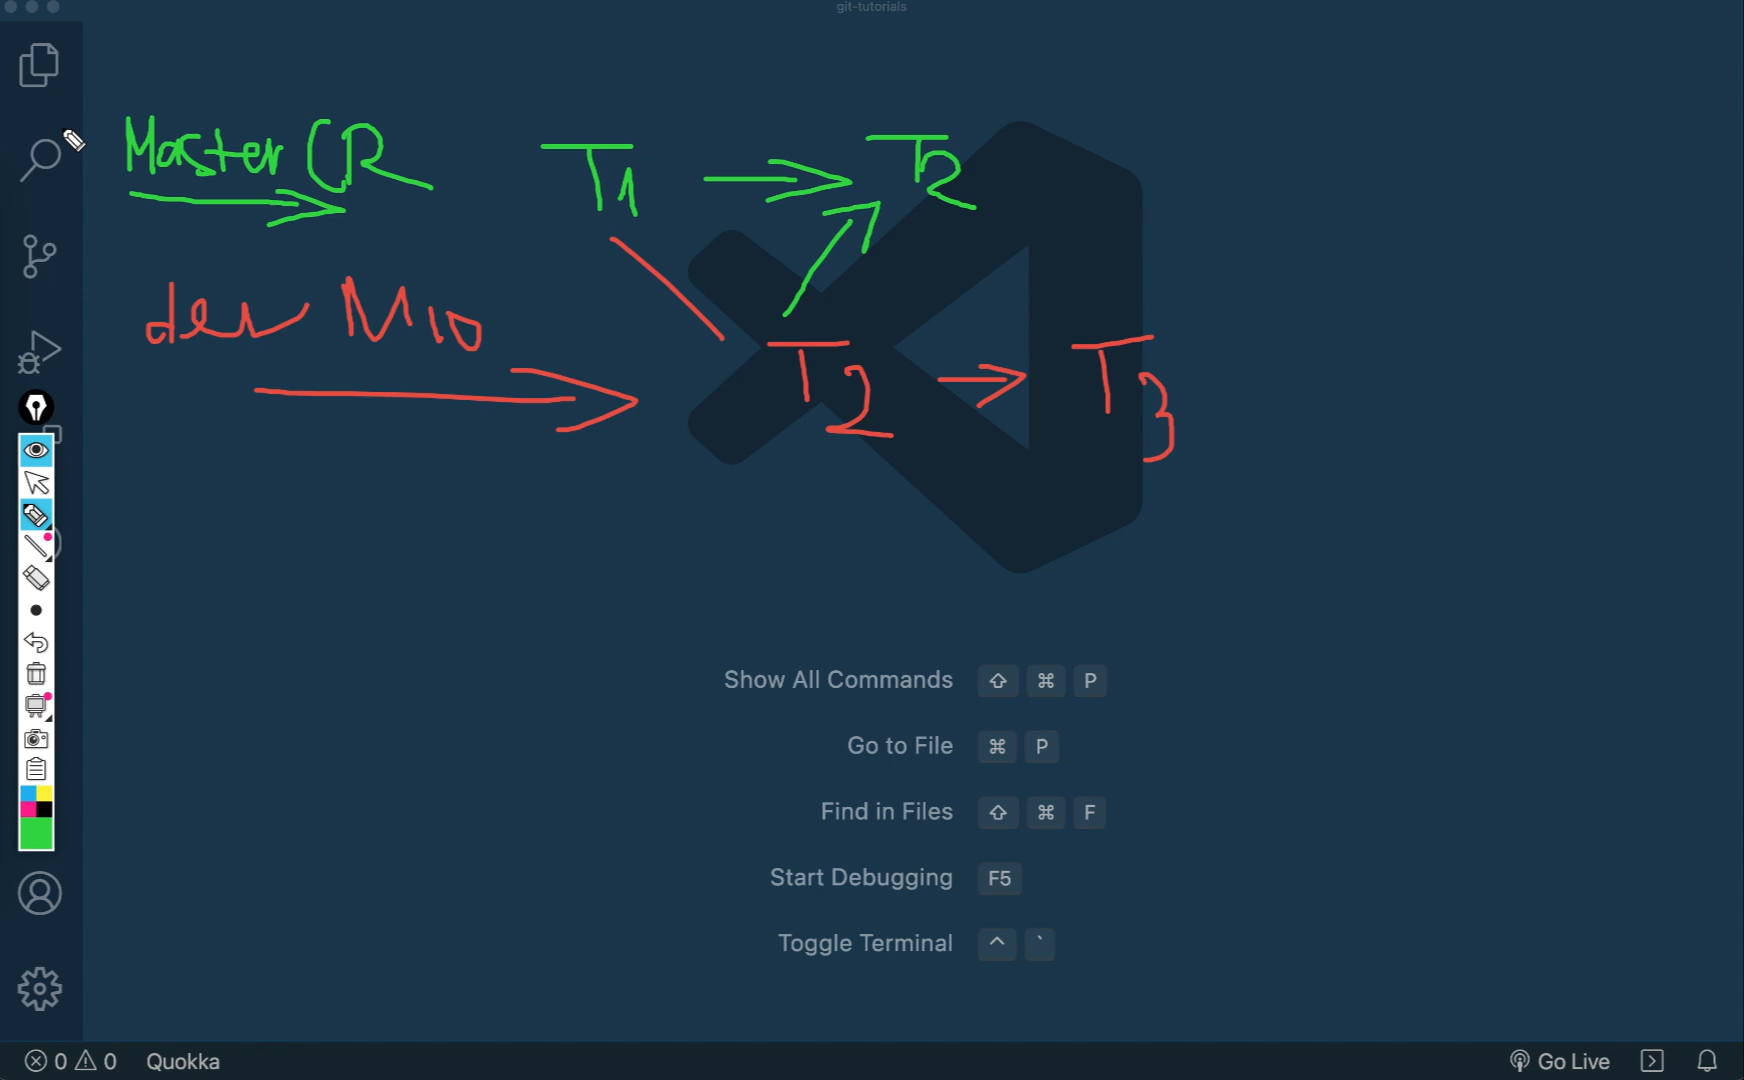 git-tutorials
Master CR T1 T2
dev Mio T2 T3
Show All Commands ⇧ ⌘ P
Go to File ⌘ P
Find in Files ⇧ ⌘ F
Start Debugging F5
Toggle Terminal ^ `
0 0 Quokka Go Live